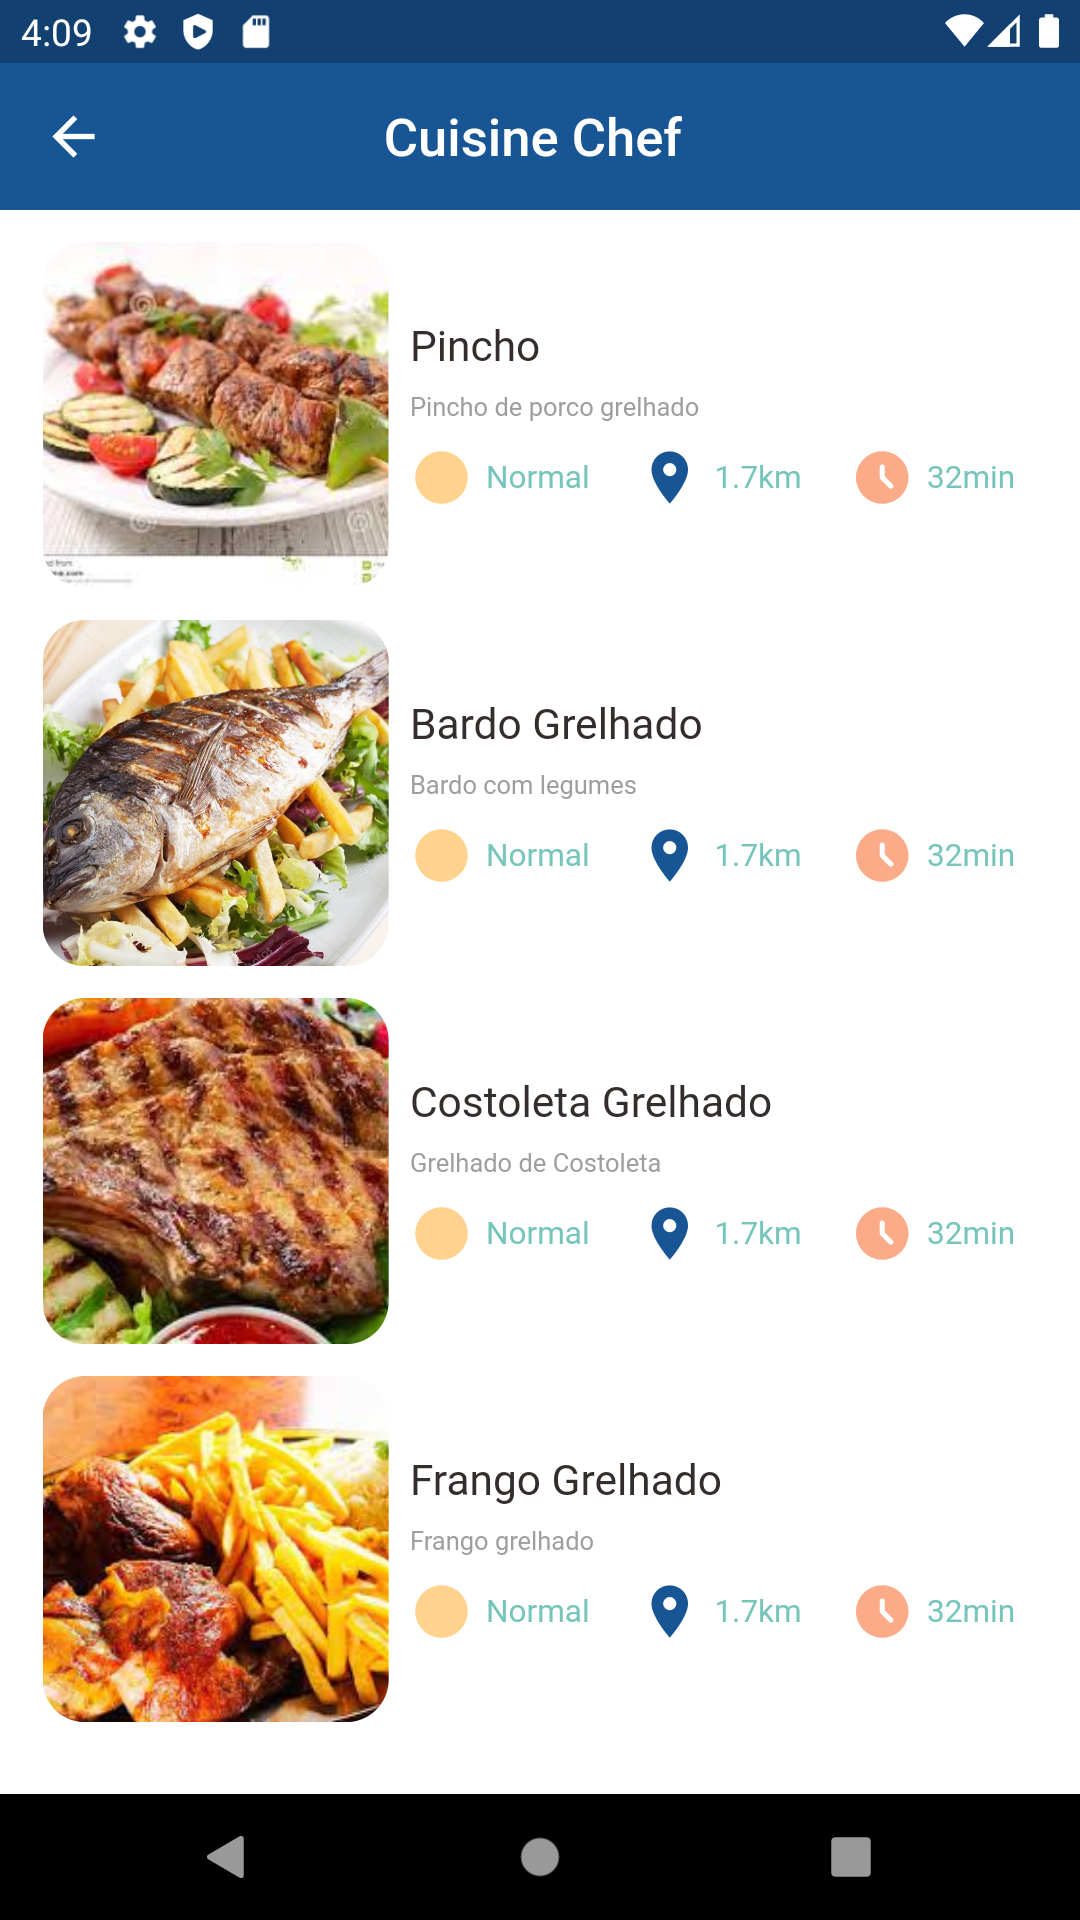 4:09
Cuisine Chef
Pincho
Pincho de porco grelhado
Normal 1.7km 32min
Bardo Grelhado
Bardo com legumes
Normal 1.7km 32min
Costoleta Grelhado
Grelhado de Costoleta
Normal 1.7km 32min
Frango Grelhado
Frango grelhado
Normal 1.7km 32min